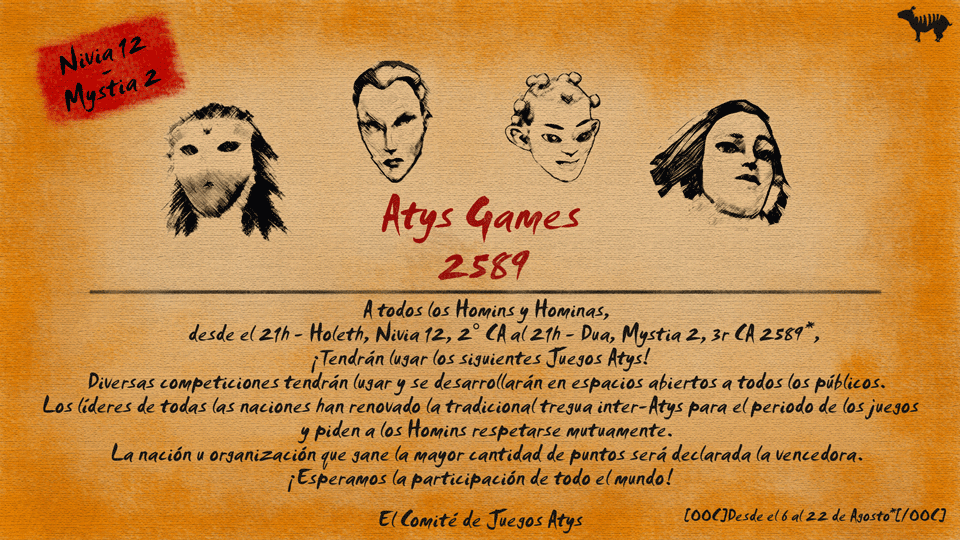 Nivia 12
-
Mystia 2
Atys Games
2589
A todos los Homins y Hominas,
desde el 21h - Holeth, Nivia 12, 2° CA al 21h - Dua, Mystia 2, 3r CA 2589*,
¡Tendrán lugar los siguientes Juegos Atys!
Diversas competiciones tendrán lugar y se desarrollarán en espacios abiertos a todos los públicos.
Los líderes de todas las naciones han renovado la tradicional tregua inter-Atys para el periodo de los juegos
y piden a los Homins respetarse mutuamente.
La nación u organización que gane la mayor cantidad de puntos será declarada la vencedora.
¡Esperamos la participación de todo el mundo!
El Comité de Juegos Atys
[OOC]Desde el 6 al 22 de Agosto*[/OOC]